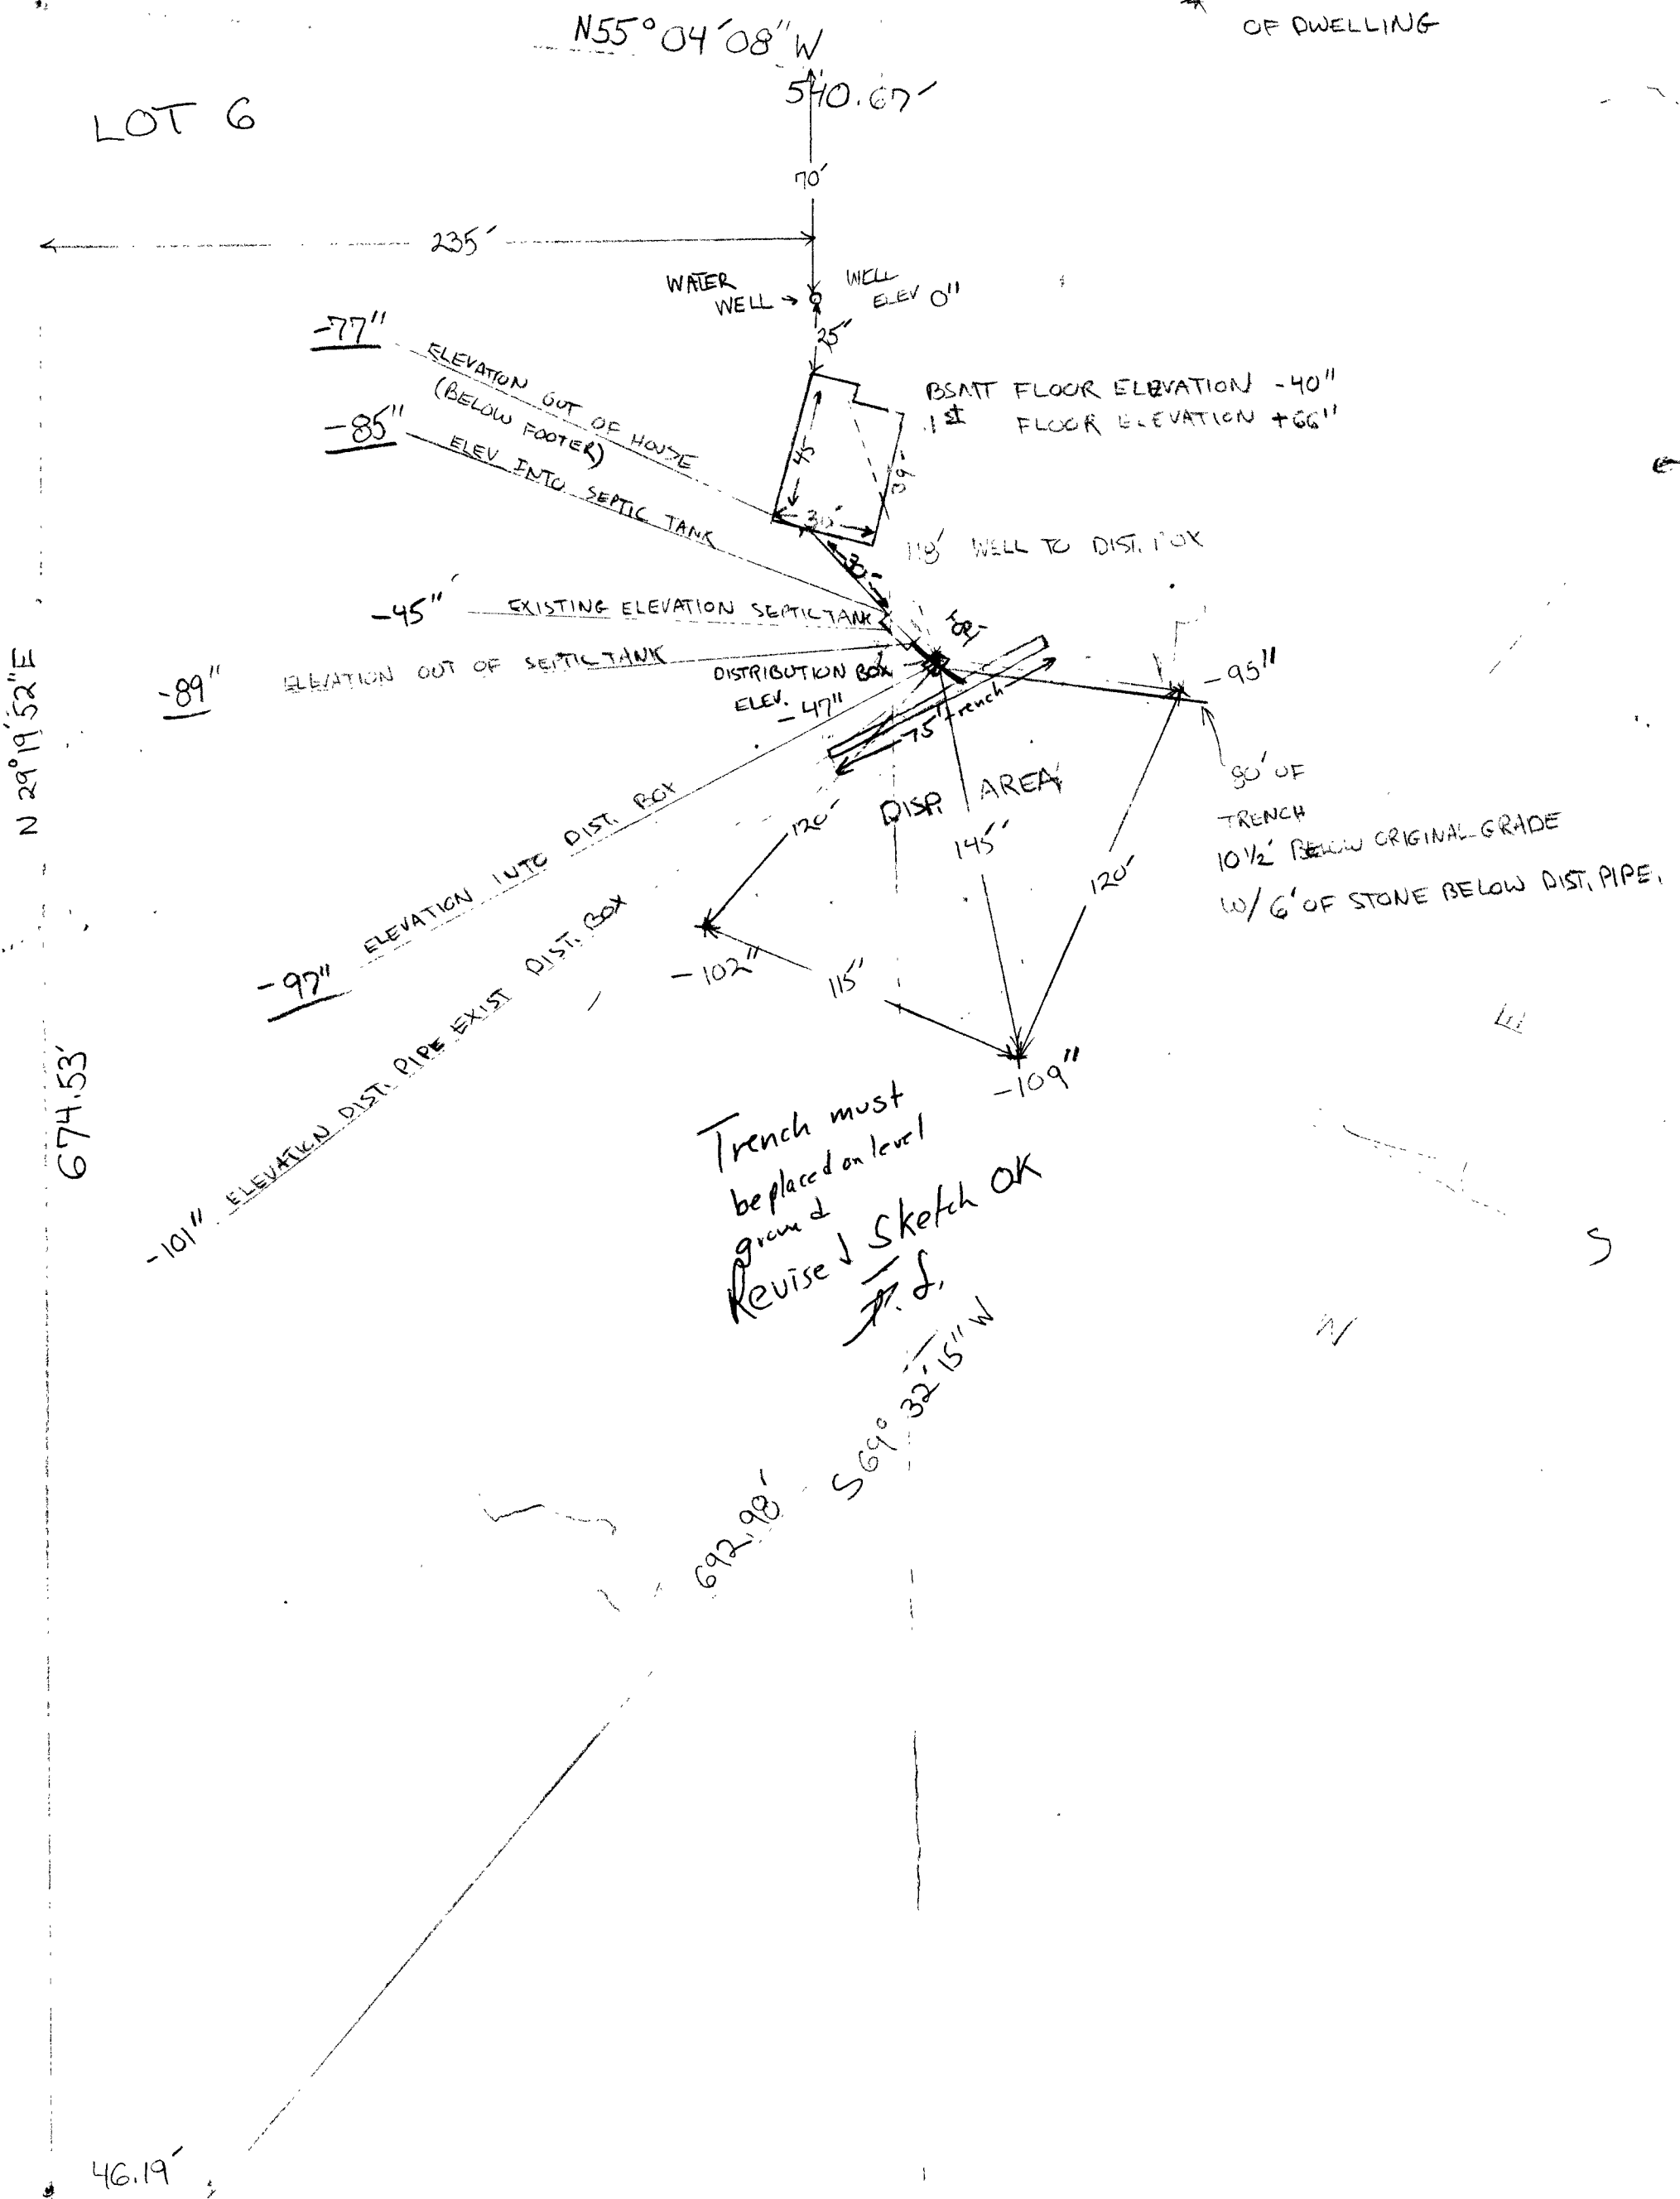 OF DWELLING
N55°04'08"W
540.67'
LOT 6
70'
235'
WATER
WELL →
WELL
ELEV 0"
25'
-77"
ELEVATION OUT OF HOUSE
(BELOW FOOTER)
-85"
ELEV INTO SEPTIC TANK
BSMT FLOOR ELEVATION -40"
1st FLOOR ELEVATION +66"
45'
39'
30'
30'
118' WELL TO DIST. BOX
-45" EXISTING ELEVATION SEPTIC TANK
-89" ELEVATION OUT OF SEPTIC TANK
DISTRIBUTION BOX
ELEV.
-47"
75' trench
-95"
80' OF
TRENCH
10 1/2' BELOW ORIGINAL GRADE
W/ 6' OF STONE BELOW DIST. PIPE.
DISP. AREA
120'
145'
120'
-97" ELEVATION INTO DIST. BOX
-102"
115'
-109"
-101" ELEVATION DIST. PIPE EXIST DIST. BOX
N 29°19'52"E
674.53'
E
S
W
Trench must
be placed on level
ground
Revised Sketch OK
692.98' S 69° 32' 15" W
46.19'